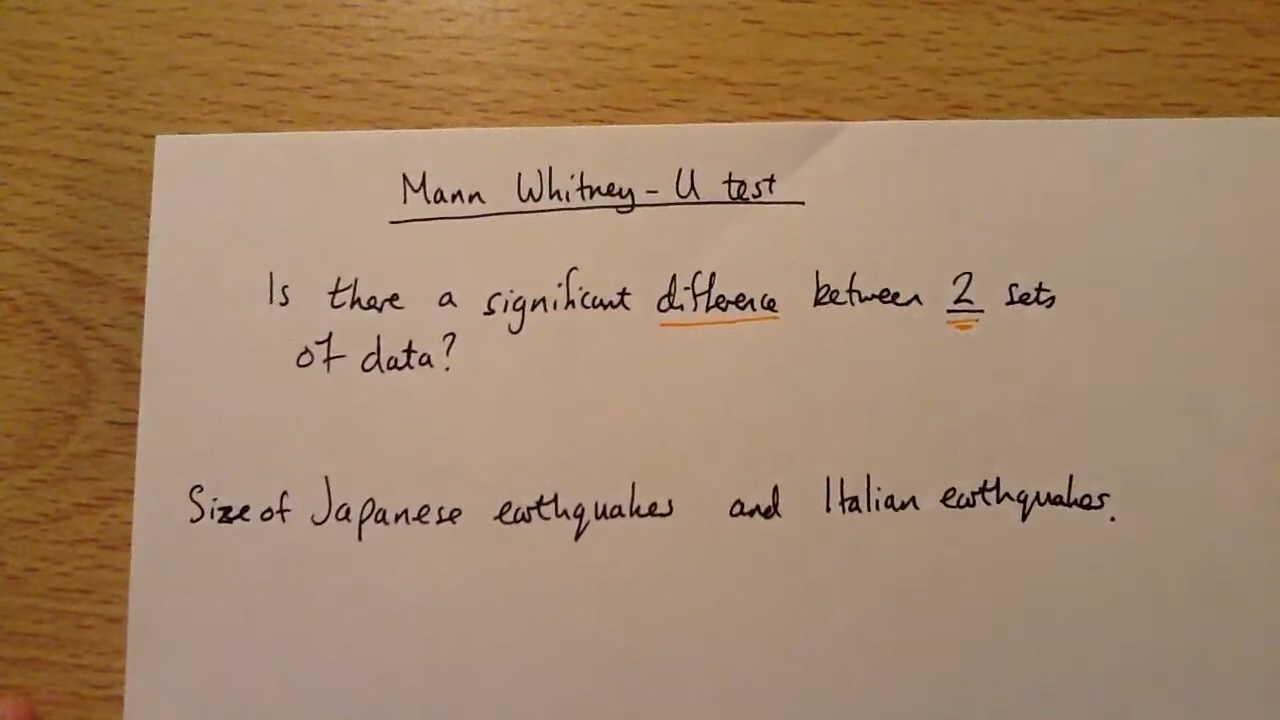 Mann Whitney - U test
Is there a significant difference between 2 sets
of data?
Size of Japanese earthquakes and Italian earthquakes.